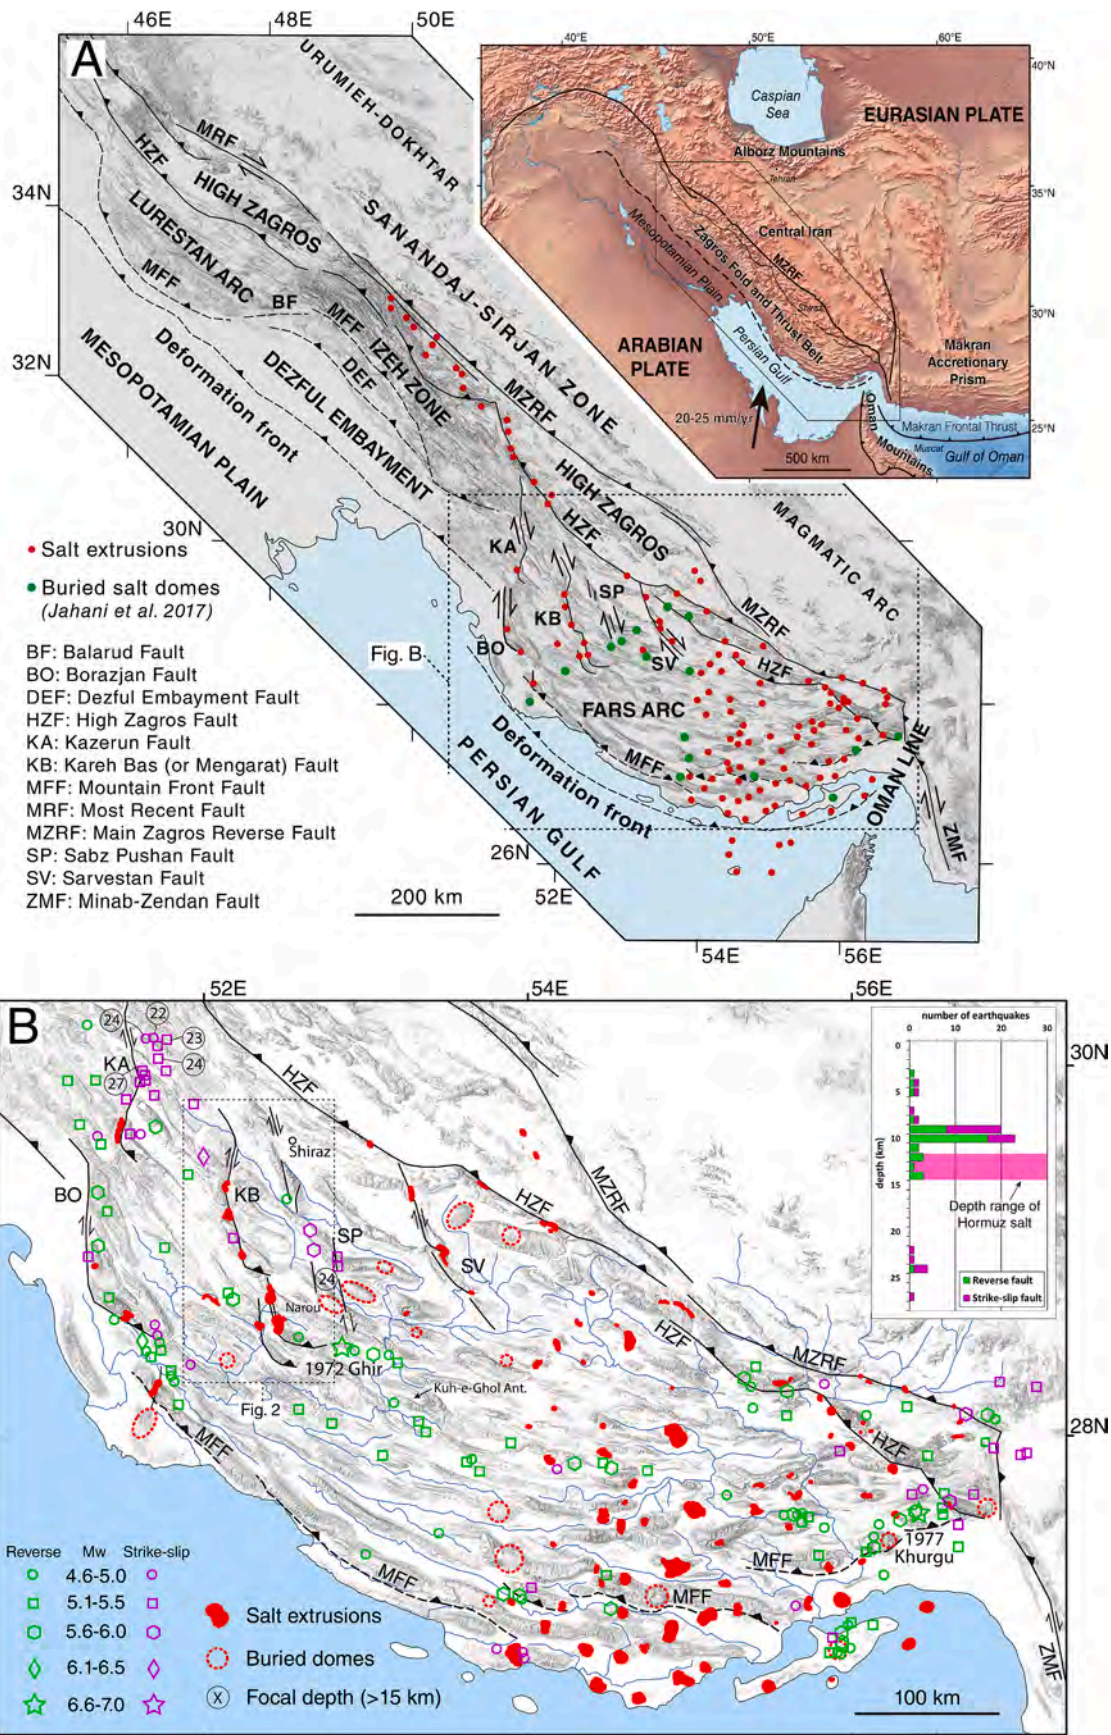 46E
48E
50E
A
URUMIEH-DOKHTAR
MRF
HZF
HIGH ZAGROS
34N
LURESTAN ARC
SANANDAJ-SIRJAN ZONE
MFF
BF
MFF
IZEH ZONE
DEF
32N
Deformation front
DEZFUL EMBAYMENT
MESOPOTAMIAN PLAIN
MZRF
HIGH ZAGROS
HZF
MAGMATIC ARC
30N
KA
KB
SP
SV
BO
MZRF
HZF
FARS ARC
MFF
Deformation front
PERSIAN GULF
OMAN LINE
ZMF
26N
52E
54E
56E
Fig. B
200 km
Salt extrusions
Buried salt domes
(Jahani et al. 2017)
BF: Balarud Fault
BO: Borazjan Fault
DEF: Dezful Embayment Fault
HZF: High Zagros Fault
KA: Kazerun Fault
KB: Kareh Bas (or Mengarat) Fault
MFF: Mountain Front Fault
MRF: Most Recent Fault
MZRF: Main Zagros Reverse Fault
SP: Sabz Pushan Fault
SV: Sarvestan Fault
ZMF: Minab-Zendan Fault
40°E
50°E
60°E
40°N
35°N
30°N
25°N
50°E
60°E
Caspian
Sea
EURASIAN PLATE
Alborz Mountains
Tehran
Central Iran
Mesopotamian Plain
Zagros Fold and Thrust Belt
MZRF
Shiraz
ARABIAN
PLATE
Persian Gulf
20-25 mm/yr
Makran
Accretionary
Prism
Oman
Mountains
Makran Frontal Thrust
Muscat
Gulf of Oman
500 km
B
52E
54E
56E
30N
28N
24
22
23
24
27
KA
HZF
Shiraz
BO
KB
SP
24
SV
HZF
MZRF
Narou
1972 Ghir
Kuh-e-Ghol Ant.
Fig. 2
HZF
MZRF
HZF
MFF
MFF
MFF
MFF
1977
Khurgu
ZMF
number of earthquakes
0
10
20
30
depth (km)
0
5
10
15
20
25
Depth range of
Hormuz salt
Reverse fault
Strike-slip fault
Reverse Mw Strike-slip
4.6-5.0
5.1-5.5
5.6-6.0
6.1-6.5
6.6-7.0
Salt extrusions
Buried domes
X Focal depth (>15 km)
100 km